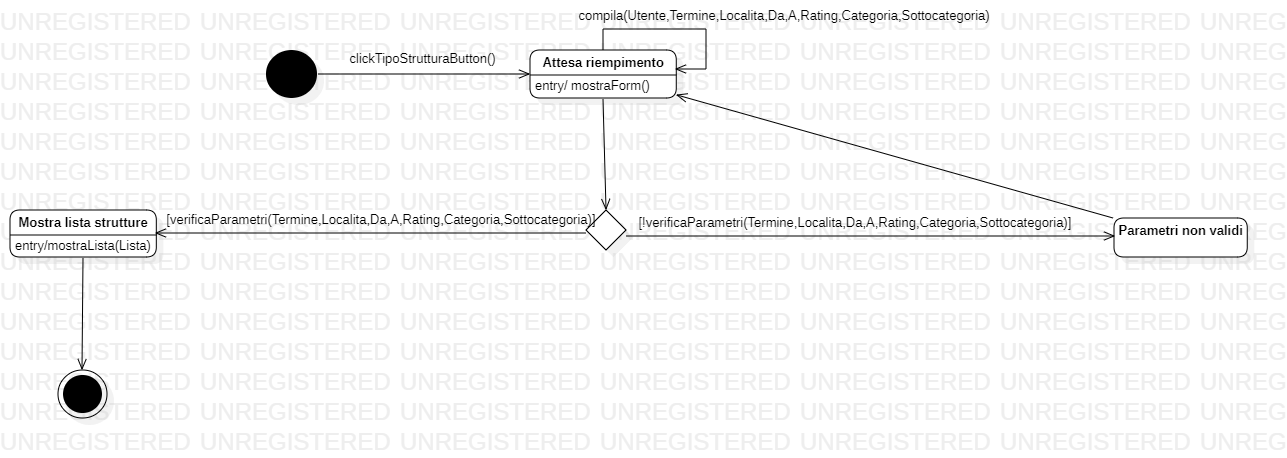 compila(Utente,Termine,Localita,Da,A,Rating,Categoria,Sottocategoria)
clickTipoStrutturaButton()
Attesa riempimento
entry/ mostraForm()
Mostra lista strutture
entry/mostraLista(Lista)
[verificaParametri(Termine,Localita,Da,A,Rating,Categoria,Sottocategoria)]
[!verificaParametri(Termine,Localita,Da,A,Rating,Categoria,Sottocategoria)]
Parametri non validi
UNREGISTERED